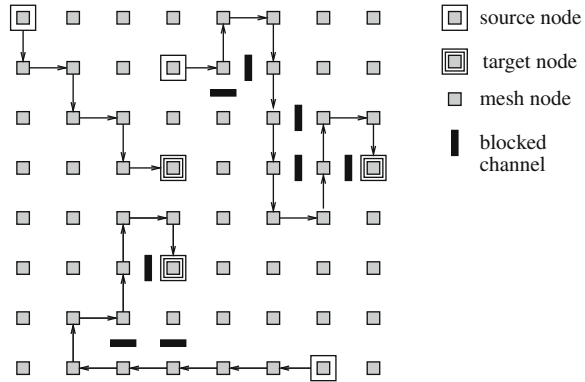 source node
target node
mesh node
blocked
channel